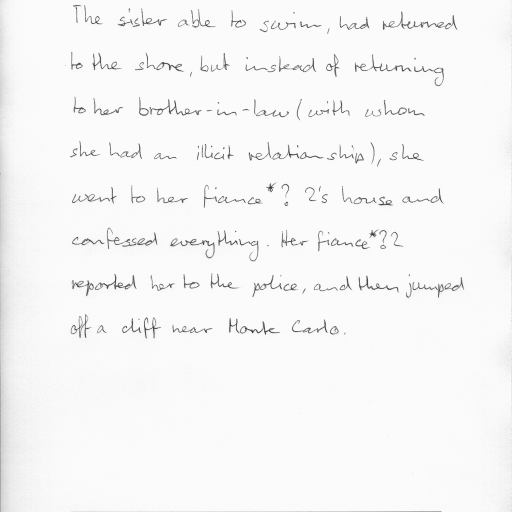 The sister able to swim, had returned
to the shore, but instead of returning
to her brother-in-law (with whom
she had an illicit relationship), she
went to her fiance*? 2's house and
confessed everything. Her fiance*?2
reported her to the police, and then jumped
off a cliff near Monte Carlo.